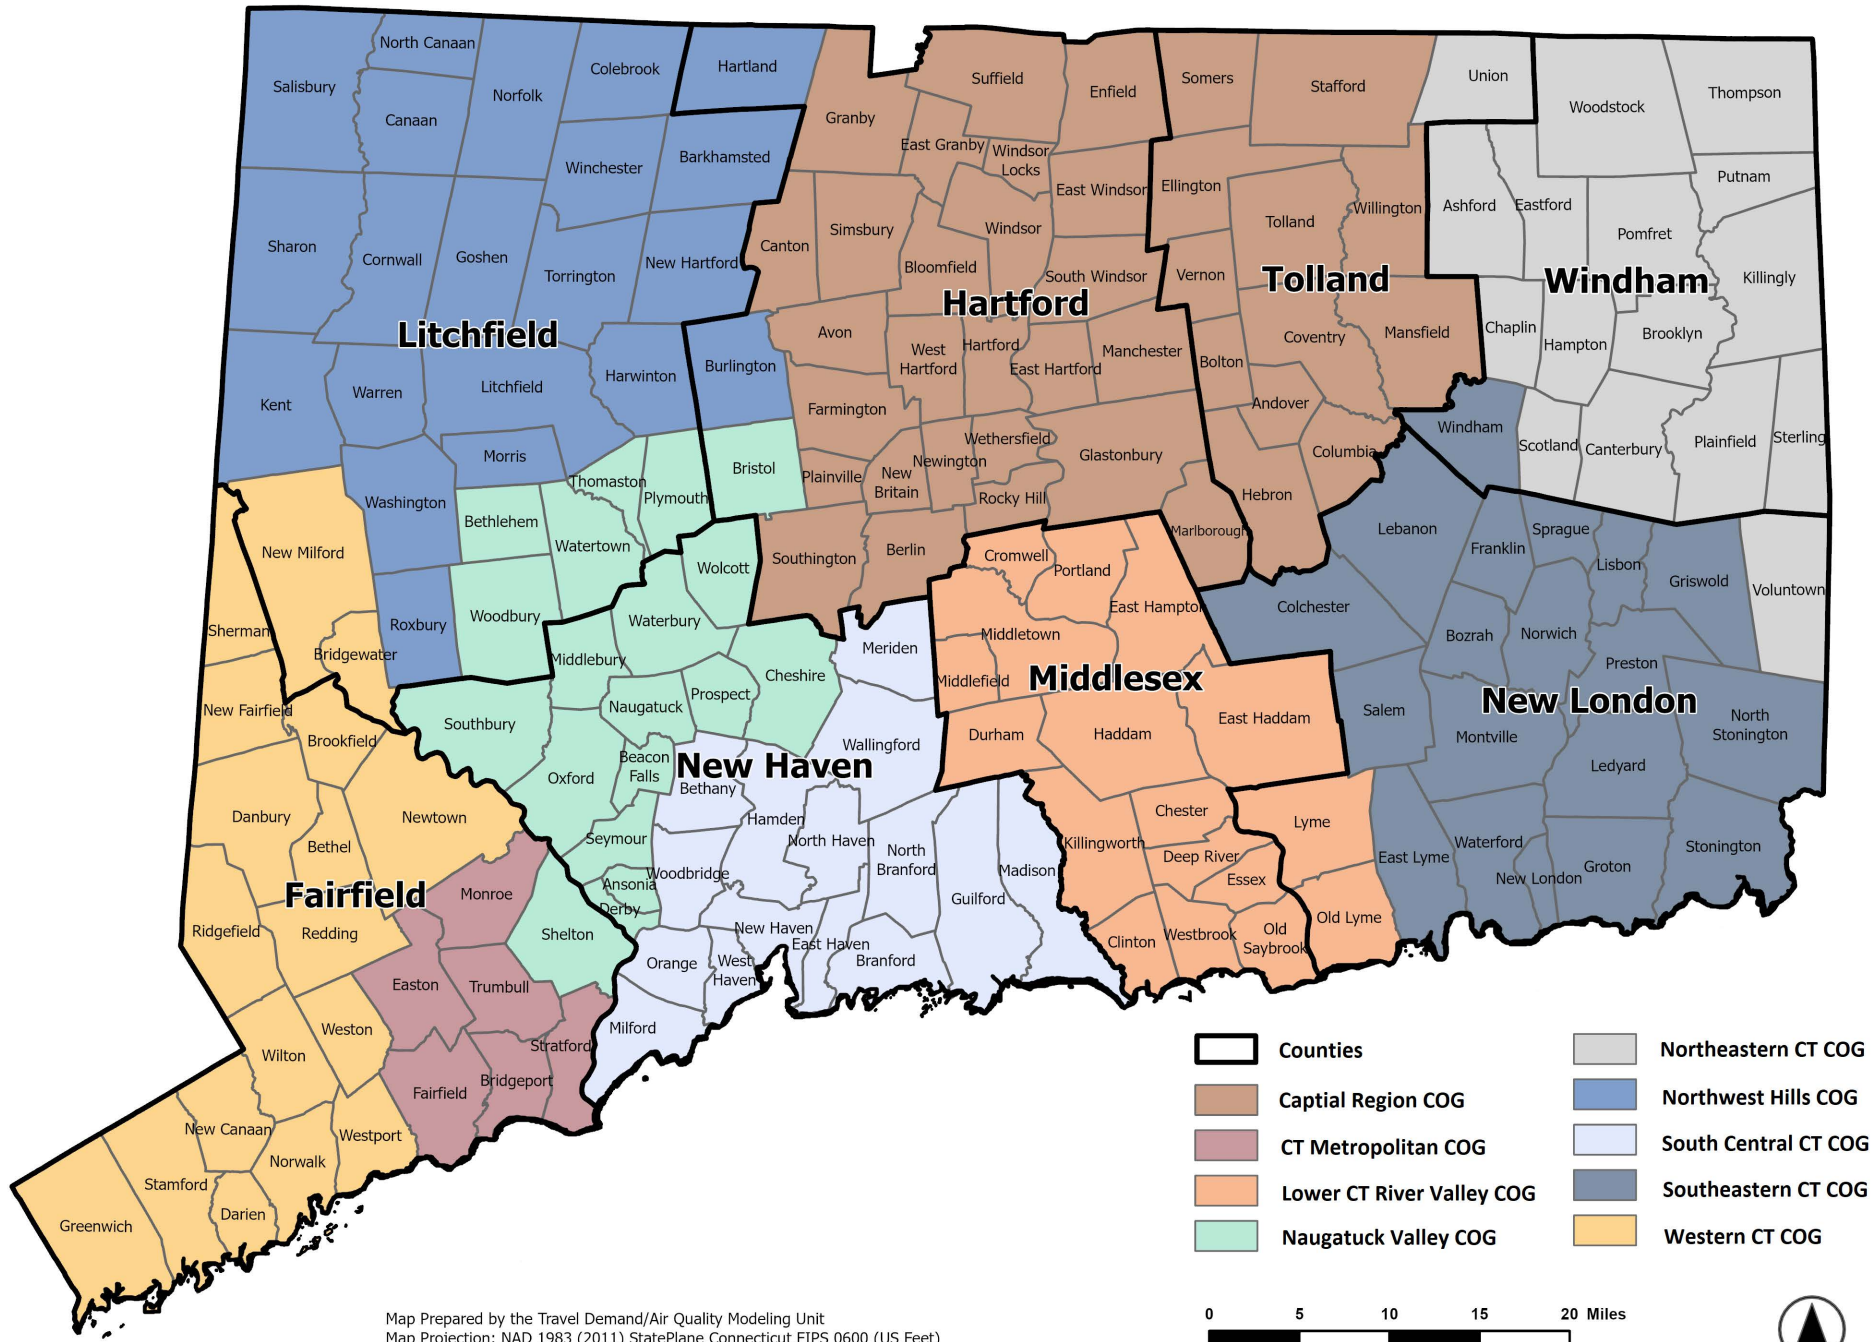 North Canaan
Salisbury
Canaan
Norfolk
Colebrook
Hartland
Suffield
Enfield
Somers
Stafford
Union
Woodstock
Thompson
Granby
East Granby
Windsor
Locks
Winchester
Barkhamsted
East Windsor
Ellington
Tolland
Willington
Ashford
Eastford
Putnam
Pomfret
Sharon
Cornwall
Goshen
Torrington
New Hartford
Canton
Simsbury
Windsor
Bloomfield
South Windsor
Vernon
Killingly
Hartford
Tolland
Windham
Litchfield
Avon
West
Hartford
Hartford
East Hartford
Manchester
Bolton
Coventry
Mansfield
Chaplin
Hampton
Brooklyn
Kent
Warren
Litchfield
Harwinton
Burlington
Farmington
Andover
Windham
Scotland
Canterbury
Plainfield
Sterling
Morris
Washington
Thomaston
Plymouth
Bristol
Plainville
New
Britain
Newington
Wethersfield
Rocky Hill
Glastonbury
Columbia
Hebron
Marlborough
Lebanon
Franklin
Sprague
Lisbon
Griswold
Voluntown
Bethlehem
Watertown
New Milford
Wolcott
Southington
Berlin
Cromwell
Portland
East Hampton
Colchester
Bozrah
Norwich
Preston
Sherman
Bridgewater
Roxbury
Woodbury
Middlebury
Waterbury
Cheshire
Meriden
Middletown
Middlefield
Middlesex
New London
New Fairfield
Brookfield
Southbury
Naugatuck
Prospect
Wallingford
Durham
Haddam
East Haddam
Salem
Montville
North
Stonington
Ledyard
Oxford
Beacon
Falls
New Haven
Bethany
Danbury
Bethel
Newtown
Seymour
Hamden
North Haven
North
Branford
Guilford
Madison
Killingworth
Chester
Deep River
Essex
Lyme
East Lyme
Waterford
New London
Groton
Stonington
Fairfield
Monroe
Ansonia
Derby
Woodbridge
Ridgefield
Redding
Shelton
New Haven
East Haven
Branford
Orange
West
Haven
Clinton
Westbrook
Old
Saybrook
Old Lyme
Easton
Trumbull
Weston
Wilton
Stratford
Milford
Fairfield
Bridgeport
New Canaan
Westport
Norwalk
Stamford
Darien
Greenwich
Counties
Captial Region COG
CT Metropolitan COG
Lower CT River Valley COG
Naugatuck Valley COG
Northeastern CT COG
Northwest Hills COG
South Central CT COG
Southeastern CT COG
Western CT COG
0 5 10 15 20 Miles
Map Prepared by the Travel Demand/Air Quality Modeling Unit
Map Projection: NAD 1983 (2011) StatePlane Connecticut FIPS 0600 (US Feet)